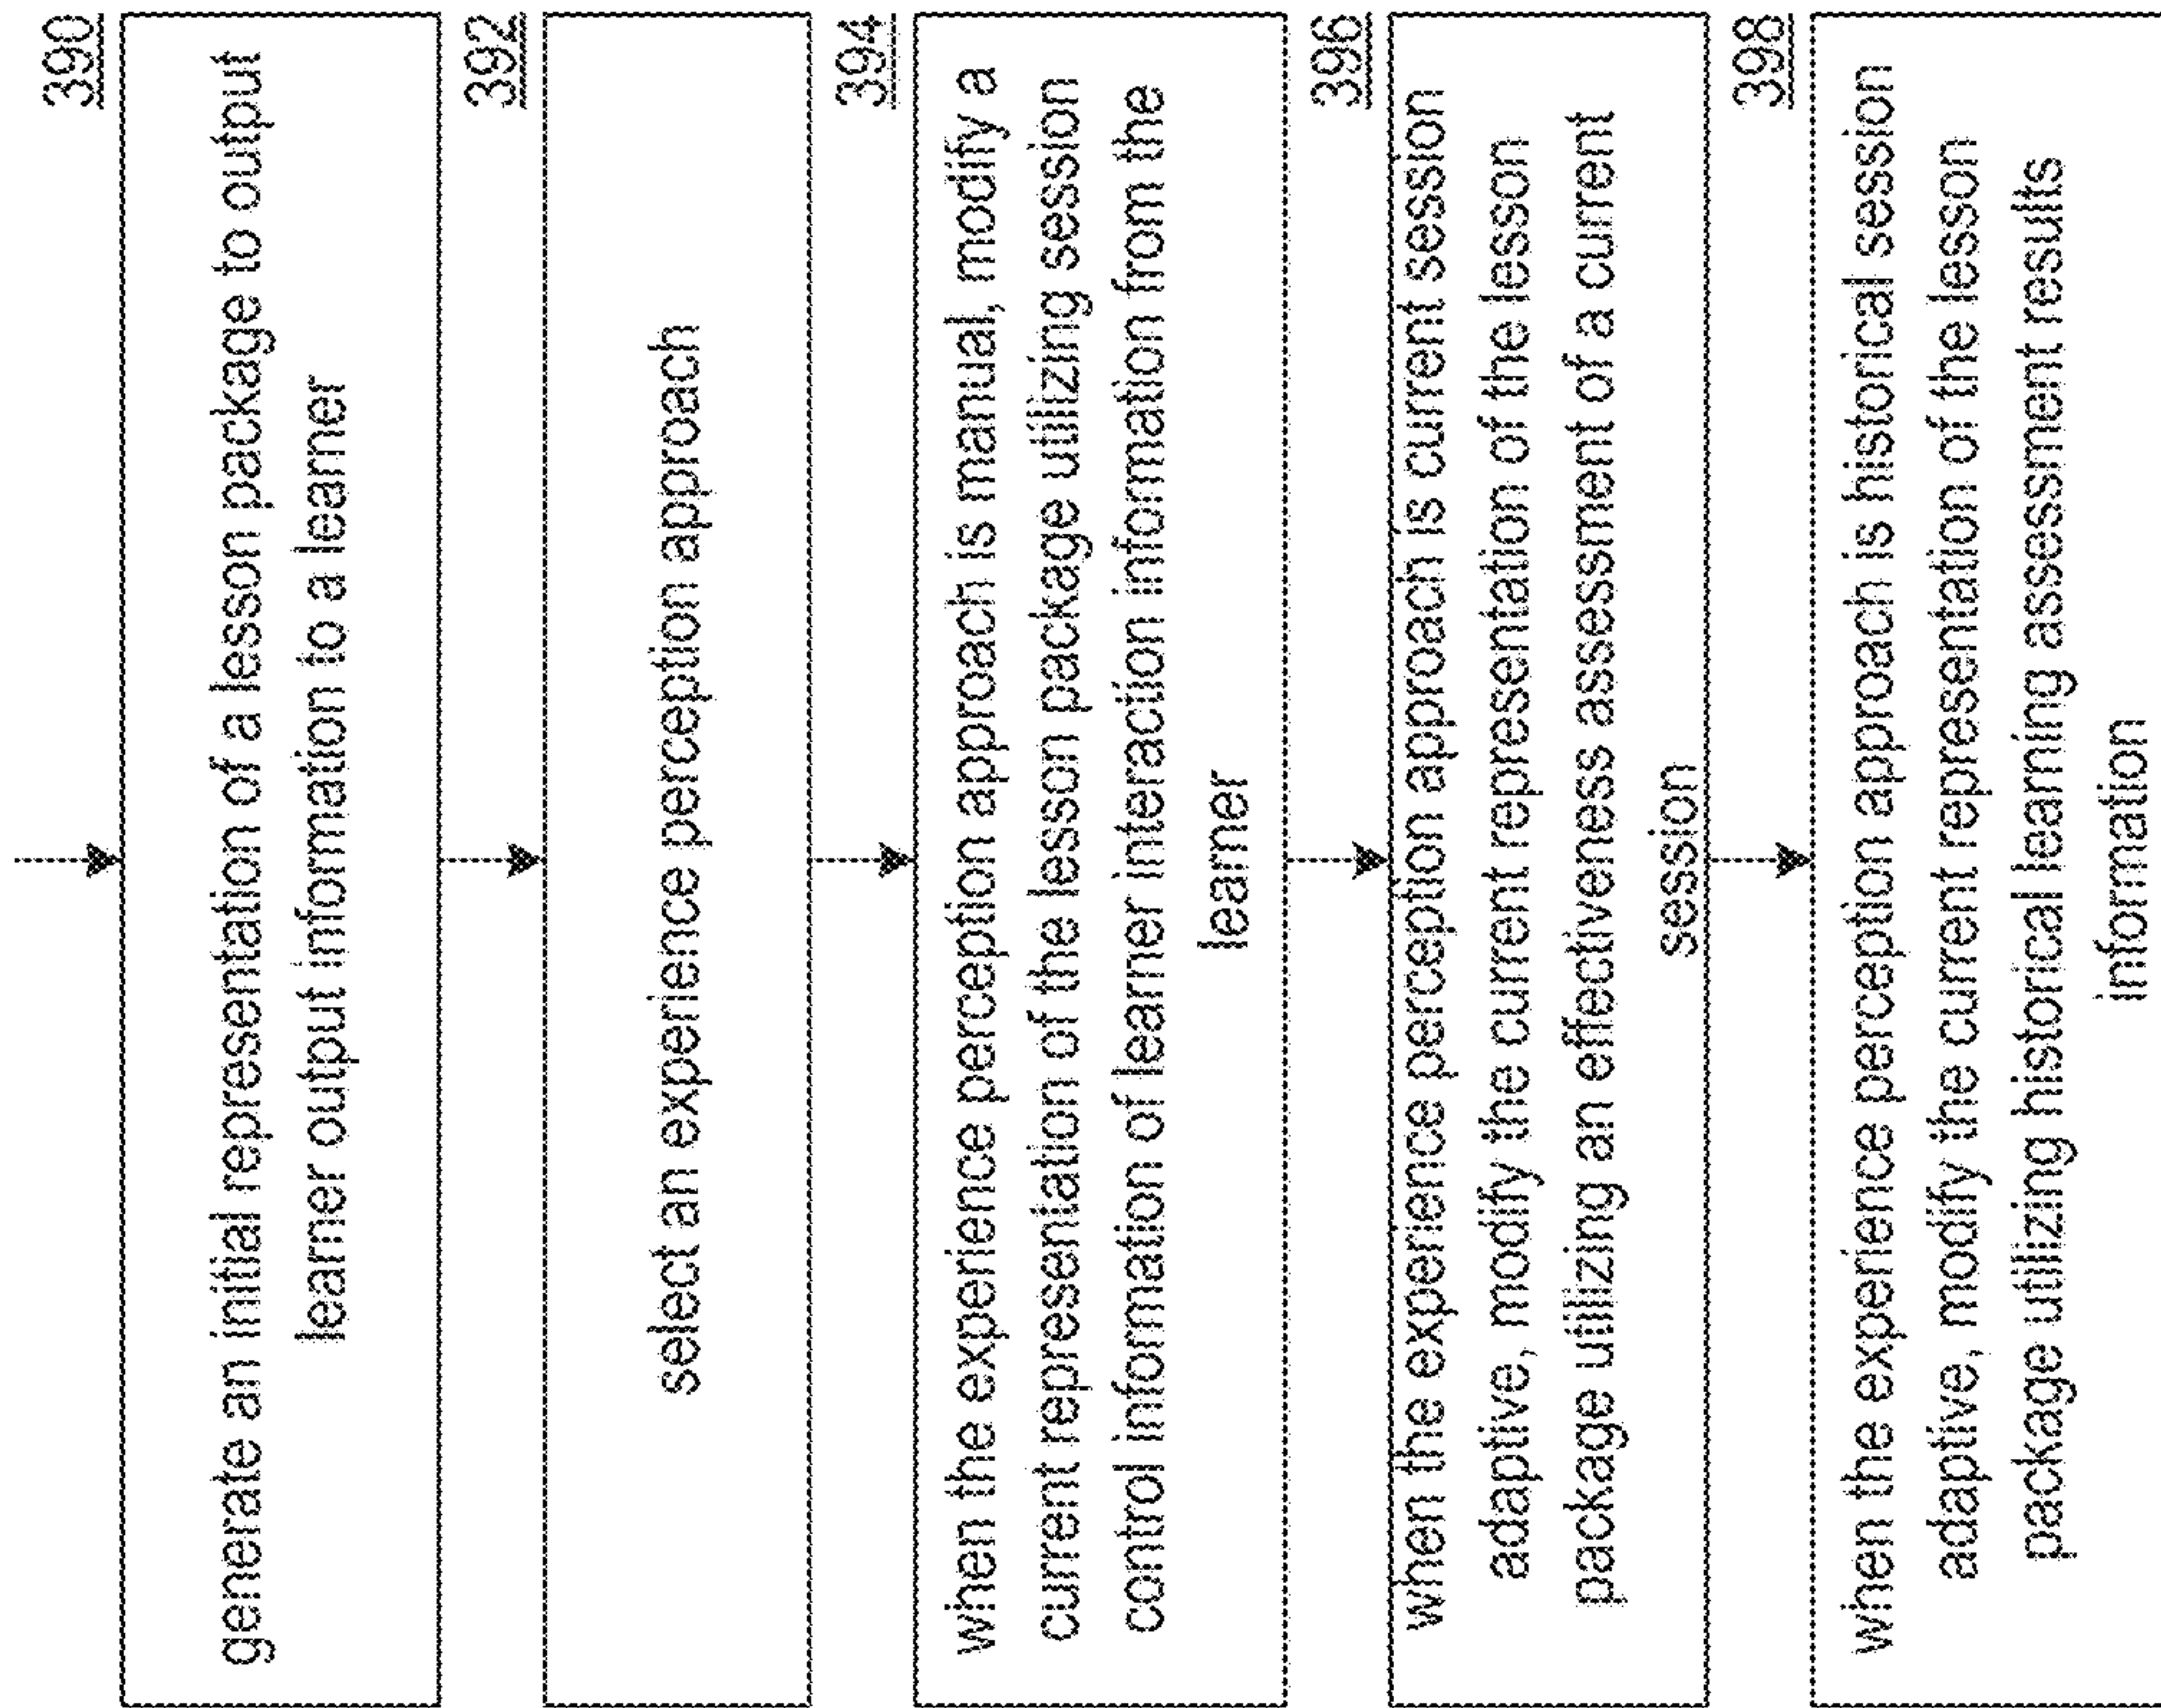 390
generate an initial representation of a lesson package to output
learner output information to a learner
392
select an experience perception approach
394
when the experience perception approach is manual, modify a
current representation of the lesson package utilizing session
control information of learner interaction information from the
learner
396
when the experience perception approach is current session
adaptive, modify the current representation of the lesson
package utilizing an effectiveness assessment of a current
session
398
when the experience perception approach is historical session
adaptive, modify the current representation of the lesson
package utilizing historical learning assessment results
information